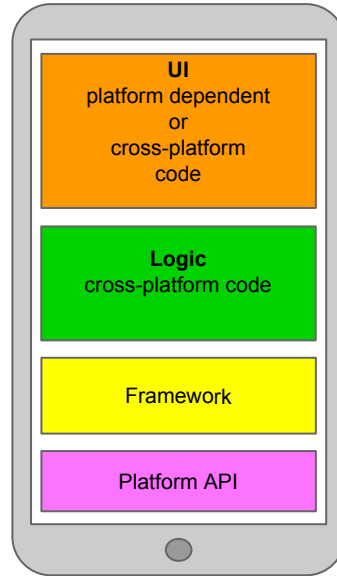 UI
platform dependent
or
cross-platform
code
Logic
cross-platform code
Framework
Platform API